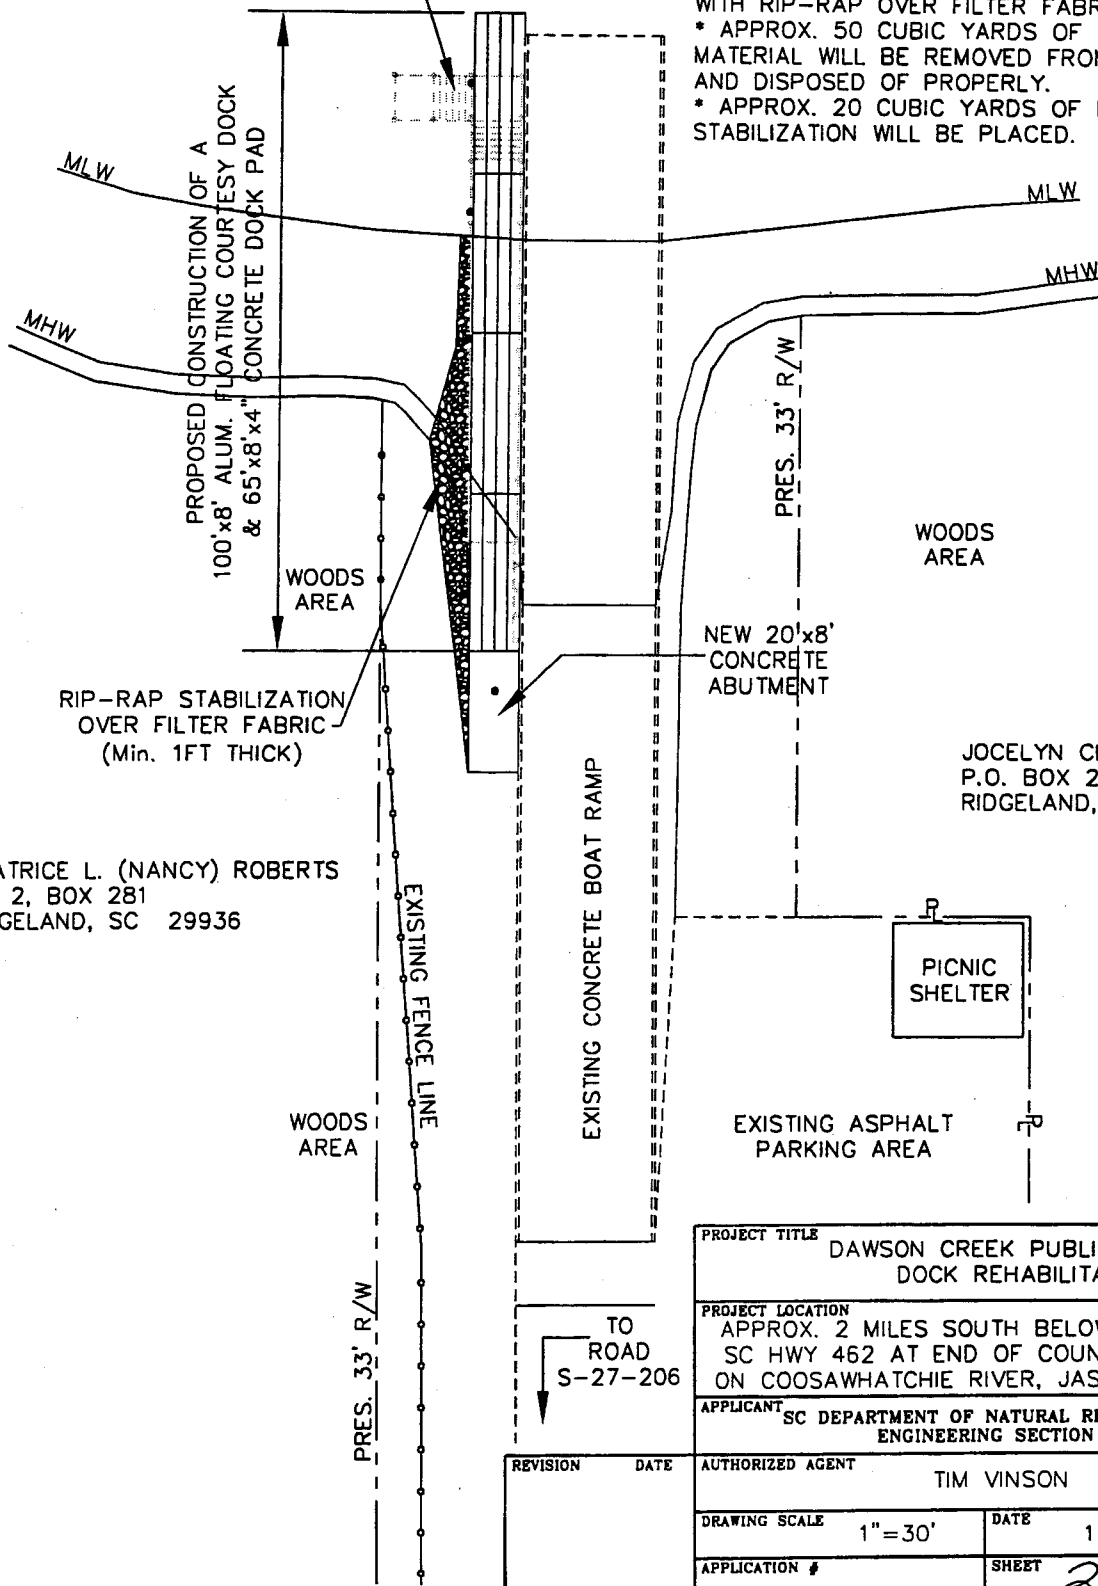 WITH RIP-RAP OVER FILTER FABR
* APPROX. 50 CUBIC YARDS OF
MATERIAL WILL BE REMOVED FROM
AND DISPOSED OF PROPERLY.
* APPROX. 20 CUBIC YARDS OF
STABILIZATION WILL BE PLACED.
PROPOSED CONSTRUCTION OF A
100'x8' ALUM. FLOATING COURTESY DOCK
& 65'x8'x4" CONCRETE DOCK PAD
MLW
MLW
MHW
MHW
PRES. 33' R/W
WOODS
AREA
WOODS
AREA
NEW 20'x8'
CONCRETE
ABUTMENT
RIP-RAP STABILIZATION
OVER FILTER FABRIC
(Min. 1FT THICK)
JOCELYN
P.O. BOX 2
RIDGELAND,
ATRICE L. (NANCY) ROBERTS
2, BOX 281
GELAND, SC 29936
EXISTING FENCE LINE
EXISTING CONCRETE BOAT RAMP
PL
PICNIC
SHELTER
WOODS
AREA
EXISTING ASPHALT
PARKING AREA
PL
PRES. 33' R/W
TO
ROAD
S-27-206
PROJECT TITLE
DAWSON CREEK PUBLI
DOCK REHABILITA
PROJECT LOCATION
APPROX. 2 MILES SOUTH BELOW
SC HWY 462 AT END OF COUN
ON COOSAWHATCHIE RIVER, JAS
APPLICANT
SC DEPARTMENT OF NATURAL RE
ENGINEERING SECTION
REVISION DATE
AUTHORIZED AGENT
TIM VINSON
DRAWING SCALE 1"=30'
DATE 1
APPLICATION #
SHEET 2